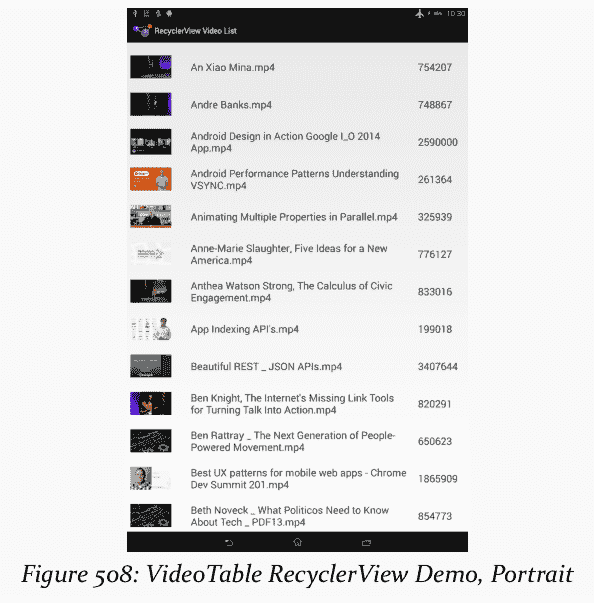 10:30
RecyclerView Video List
An Xiao Mina.mp4 754207
Andre Banks.mp4 748867
Android Design in Action Google I_O 2014
App.mp4 2590000
Android Performance Patterns Understanding
VSYNC.mp4 261364
Animating Multiple Properties in Parallel.mp4 325939
Anne-Marie Slaughter, Five Ideas for a New
America.mp4 776127
Anthea Watson Strong, The Calculus of Civic
Engagement.mp4 833016
App Indexing API's.mp4 199018
Beautiful REST _ JSON APIs.mp4 3407644
Ben Knight, The Internet's Missing Link Tools
for Turning Talk Into Action.mp4 820291
Ben Rattray _ The Next Generation of People-
Powered Movement.mp4 650623
Best UX patterns for mobile web apps - Chrome
Dev Summit 201.mp4 1865909
Beth Noveck _ What Politicos Need to Know
About Tech _ PDF13.mp4 854773
Figure 508: VideoTable RecyclerView Demo, Portrait